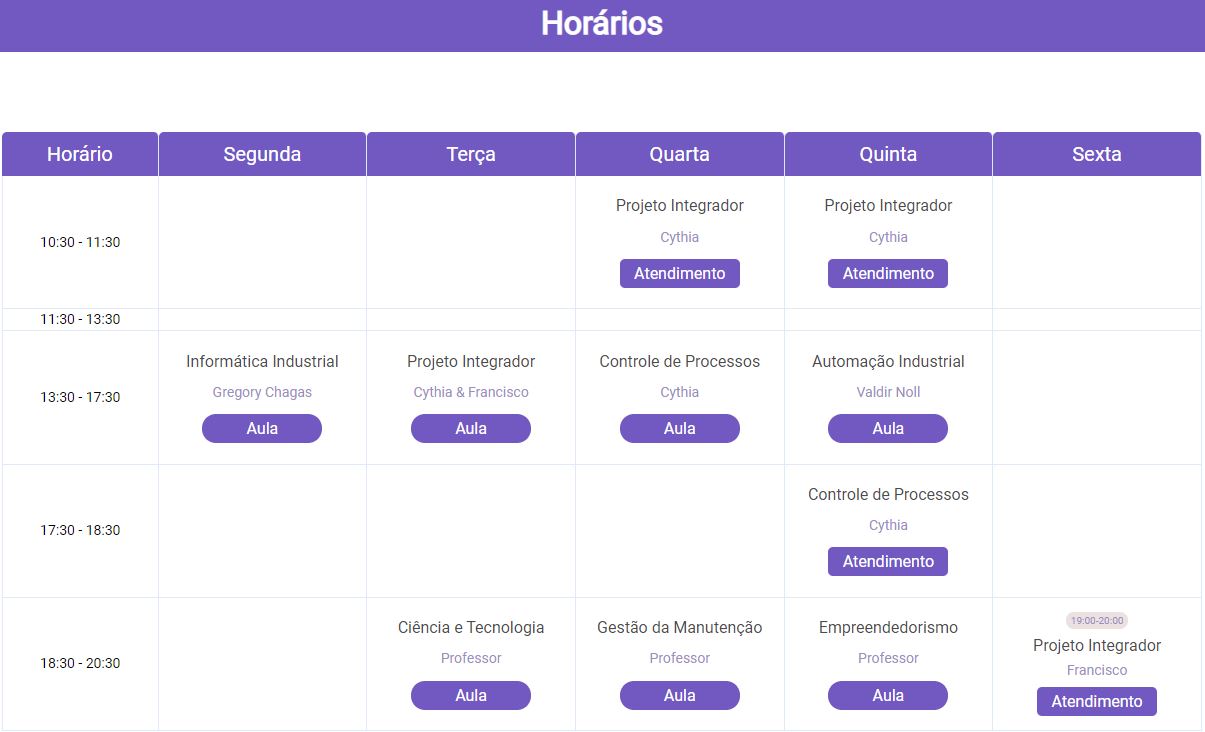 Horários
Horário Segunda Terça Quarta Quinta Sexta
10:30 - 11:30
Projeto Integrador
Cythia
Atendimento
Projeto Integrador
Cythia
Atendimento
11:30 - 13:30
13:30 - 17:30
Informática Industrial
Gregory Chagas
Aula
Projeto Integrador
Cythia & Francisco
Aula
Controle de Processos
Cythia
Aula
Automação Industrial
Valdir Noll
Aula
17:30 - 18:30
Controle de Processos
Cythia
Atendimento
18:30 - 20:30
Ciência e Tecnologia
Professor
Aula
Gestão da Manutenção
Professor
Aula
Empreendedorismo
Professor
Aula
19:00-20:00
Projeto Integrador
Francisco
Atendimento